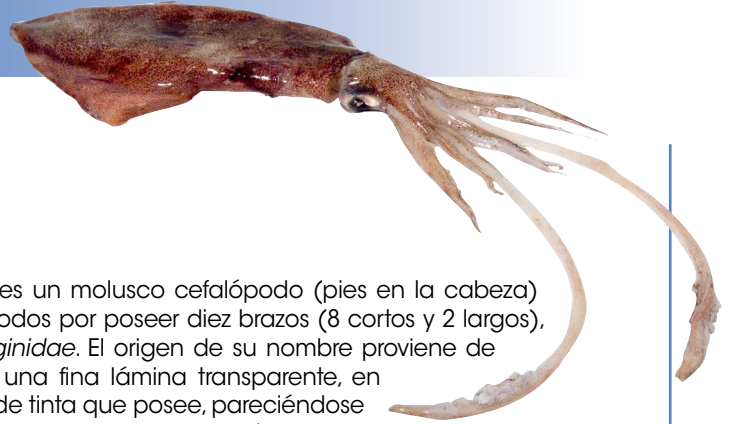 es un molusco cefalópodo (pies en la cabeza)
odos por poseer diez brazos (8 cortos y 2 largos),
ginidae. El origen de su nombre proviene de
una fina lámina transparente, en
de tinta que posee, pareciéndose